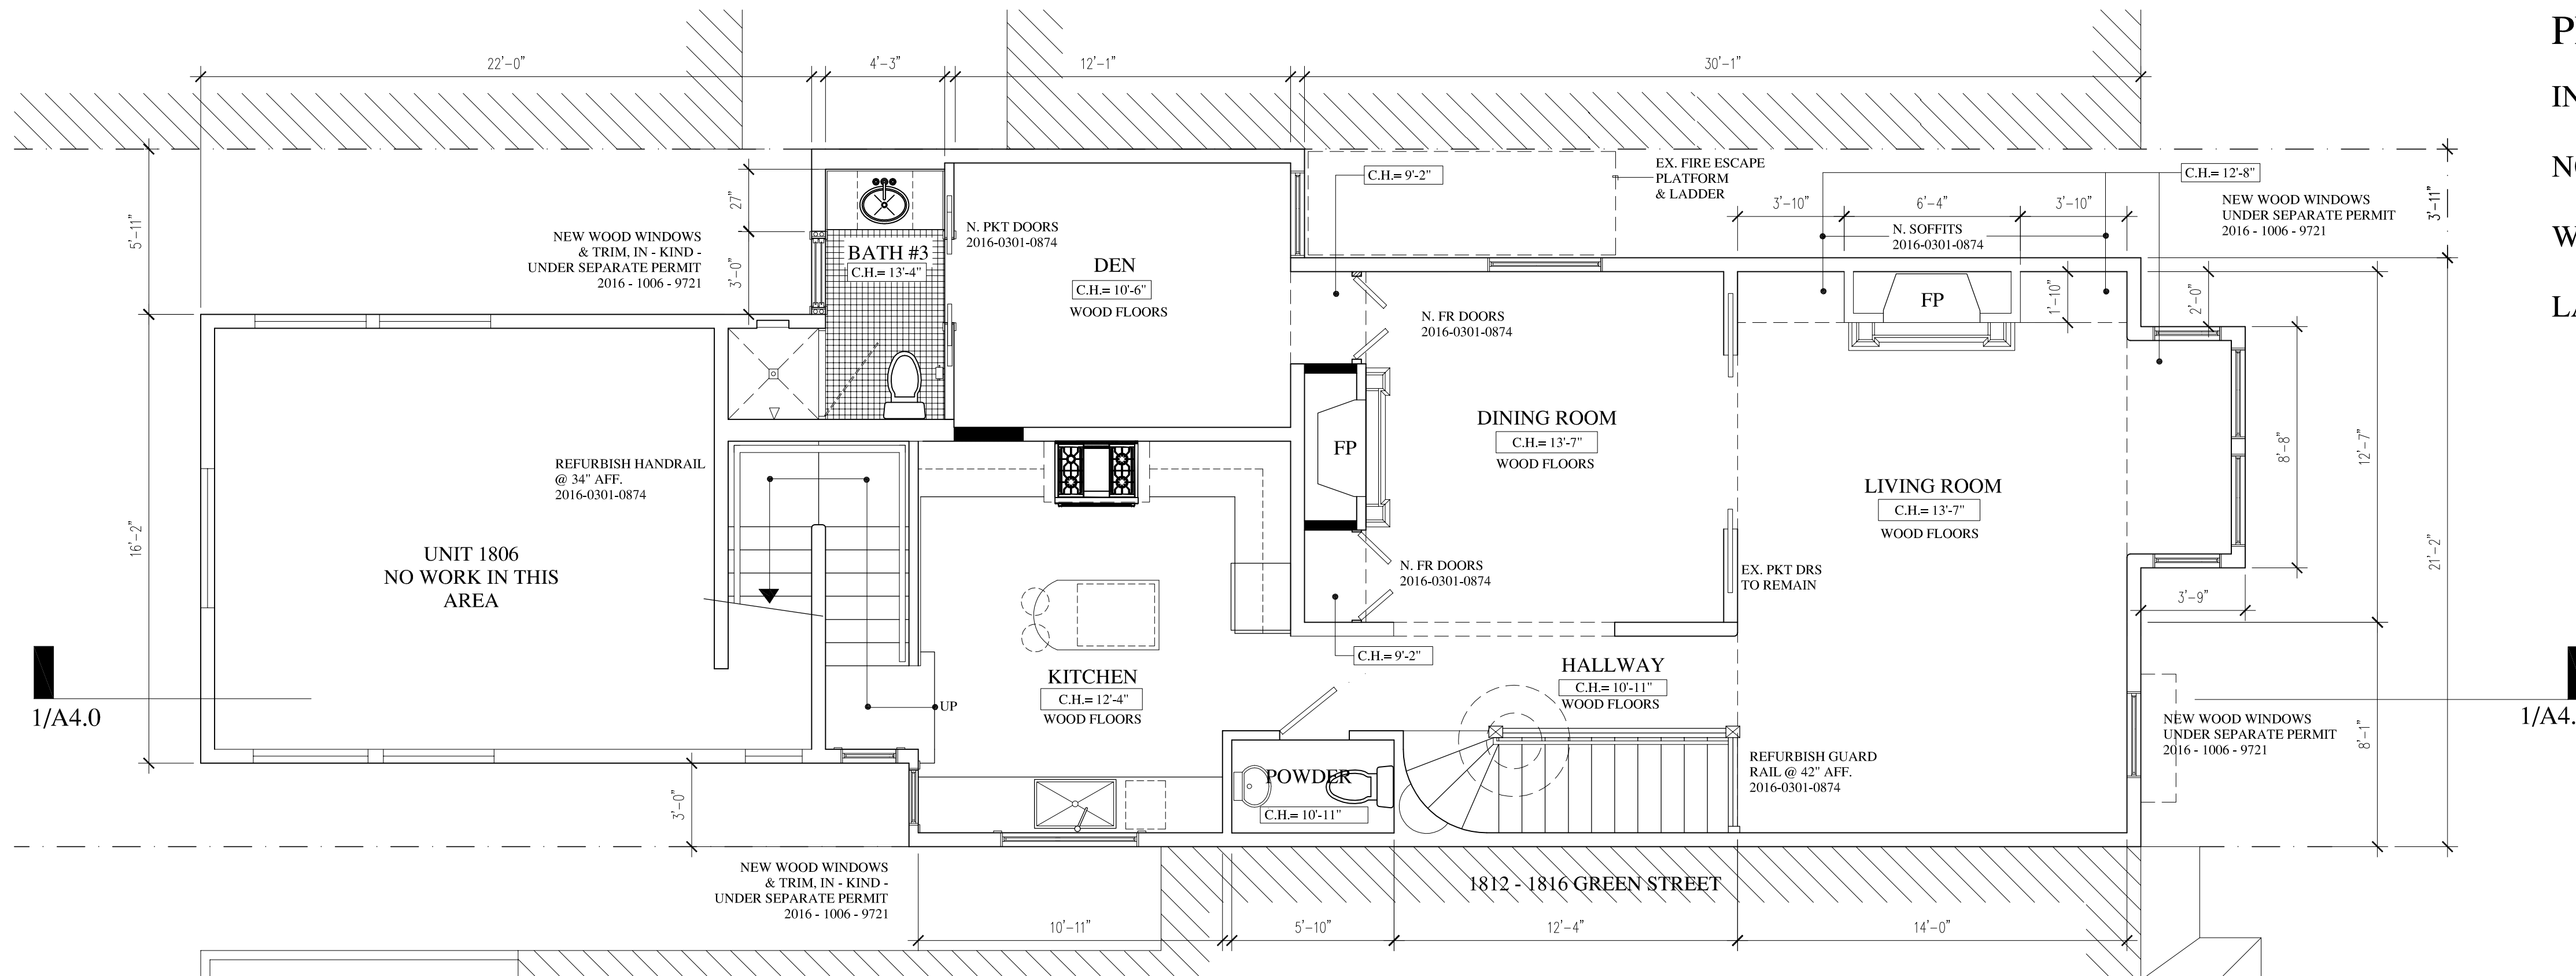 22'-0"
4'-3"
12'-1"
30'-1"
5'-11"
16'-2"
27"
3'-0"
NEW WOOD WINDOWS
& TRIM, IN - KIND -
UNDER SEPARATE PERMIT
2016 - 1006 - 9721
BATH #3
C.H.= 13'-4"
N. PKT DOORS
2016-0301-0874
DEN
C.H.= 10'-6"
WOOD FLOORS
C.H.= 9'-2"
EX. FIRE ESCAPE
PLATFORM
& LADDER
3'-10"
6'-4"
3'-10"
N. SOFFITS
2016-0301-0874
C.H.= 12'-8"
NEW WOOD WINDOWS
UNDER SEPARATE PERMIT
2016 - 1006 - 9721
3'-11"
FP
1'-10"
2'-0"
N. FR DOORS
2016-0301-0874
DINING ROOM
C.H.= 13'-7"
WOOD FLOORS
FP
LIVING ROOM
C.H.= 13'-7"
WOOD FLOORS
8'-8"
12'-7"
21'-2"
3'-9"
8'-1"
REFURBISH HANDRAIL
@ 34" AFF.
2016-0301-0874
UNIT 1806
NO WORK IN THIS
AREA
N. FR DOORS
2016-0301-0874
EX. PKT DRS
TO REMAIN
C.H.= 9'-2"
KITCHEN
C.H.= 12'-4"
WOOD FLOORS
UP
HALLWAY
C.H.= 10'-11"
WOOD FLOORS
1/A4.0
1/A4.
NEW WOOD WINDOWS
UNDER SEPARATE PERMIT
2016 - 1006 - 9721
REFURBISH GUARD
RAIL @ 42" AFF.
2016-0301-0874
POWDER
C.H.= 10'-11"
3'-0"
NEW WOOD WINDOWS
& TRIM, IN - KIND -
UNDER SEPARATE PERMIT
2016 - 1006 - 9721
1812 - 1816 GREEN STREET
10'-11"
5'-10"
12'-4"
14'-0"